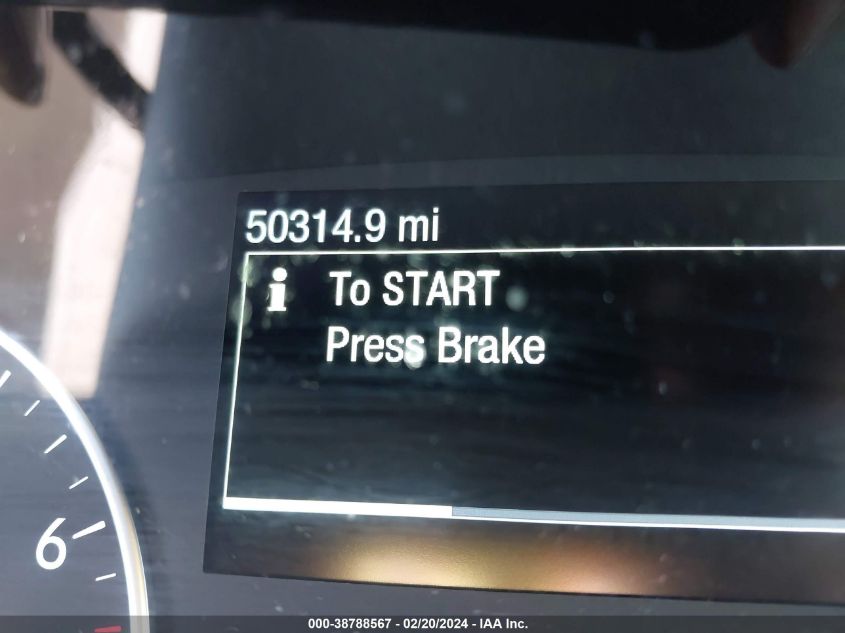 50314.9 mi
i To START
Press Brake
6
000-38788567 - 02/20/2024 - IAA Inc.